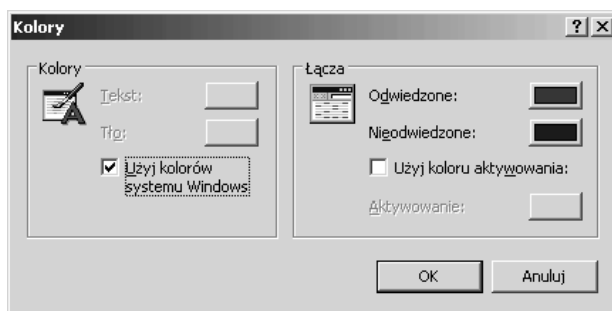 Kolory
Kolory
Tekst:
Tło:
Użyj kolorów
systemu Windows
Łącza
Odwiedzone:
Nieodwiedzone:
Użyj koloru aktywowania:
Aktywowanie:
OK
Anuluj